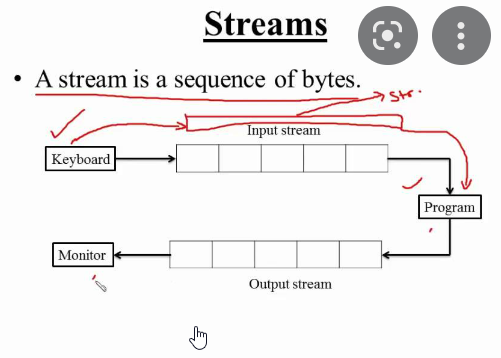 Streams
• A stream is a sequence of bytes.
str.
Input stream
Keyboard
Program
Monitor
Output stream